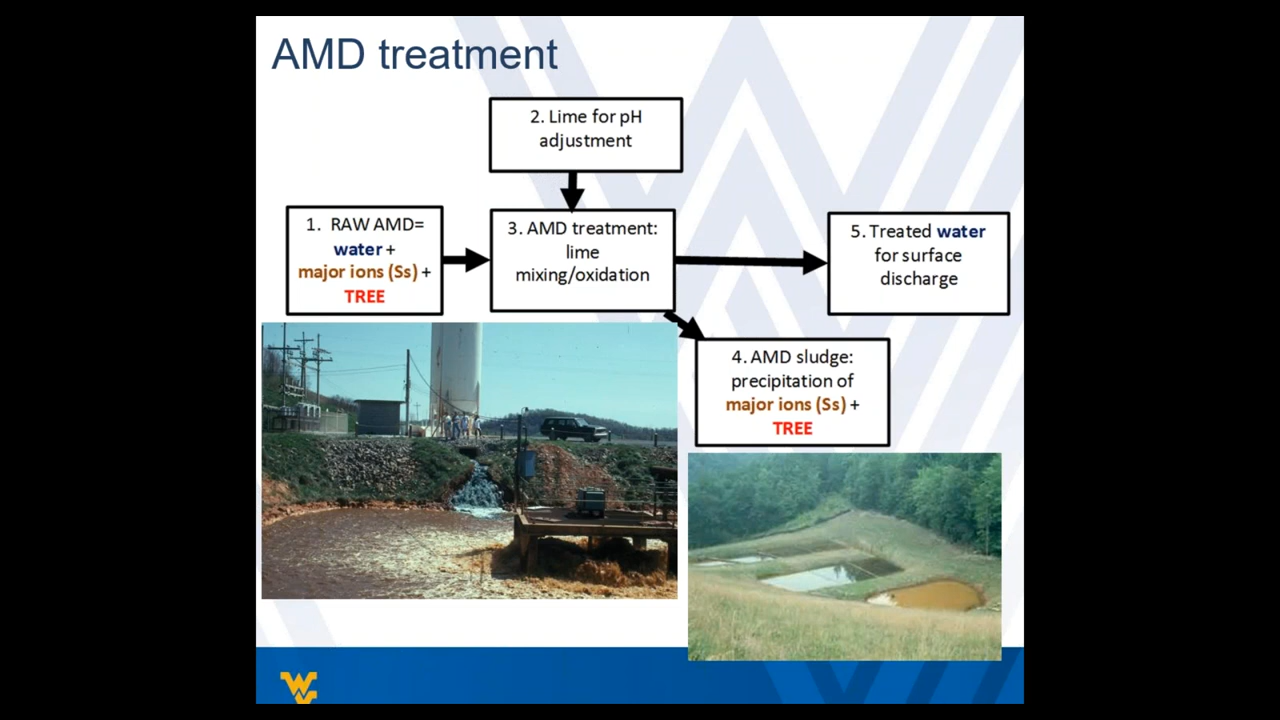 AMD treatment
2. Lime for pH
adjustment
1. RAW AMD=
water +
major ions (Ss) +
TREE
3. AMD treatment:
lime
mixing/oxidation
5. Treated water
for surface
discharge
4. AMD sludge:
precipitation of
major ions (Ss) +
TREE